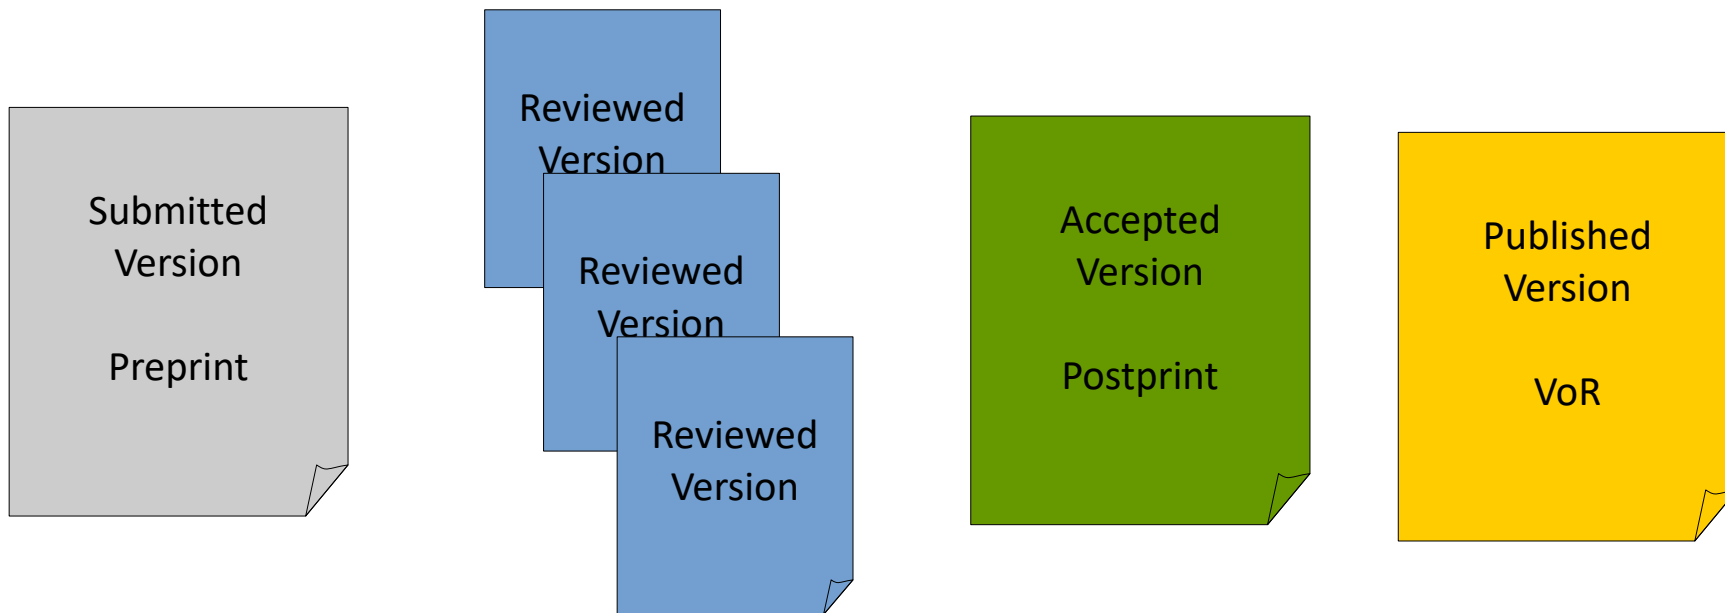 Submitted
Version
Preprint
Reviewed
Version
Reviewed
Version
Reviewed
Version
Accepted
Version
Postprint
Published
Version
VoR